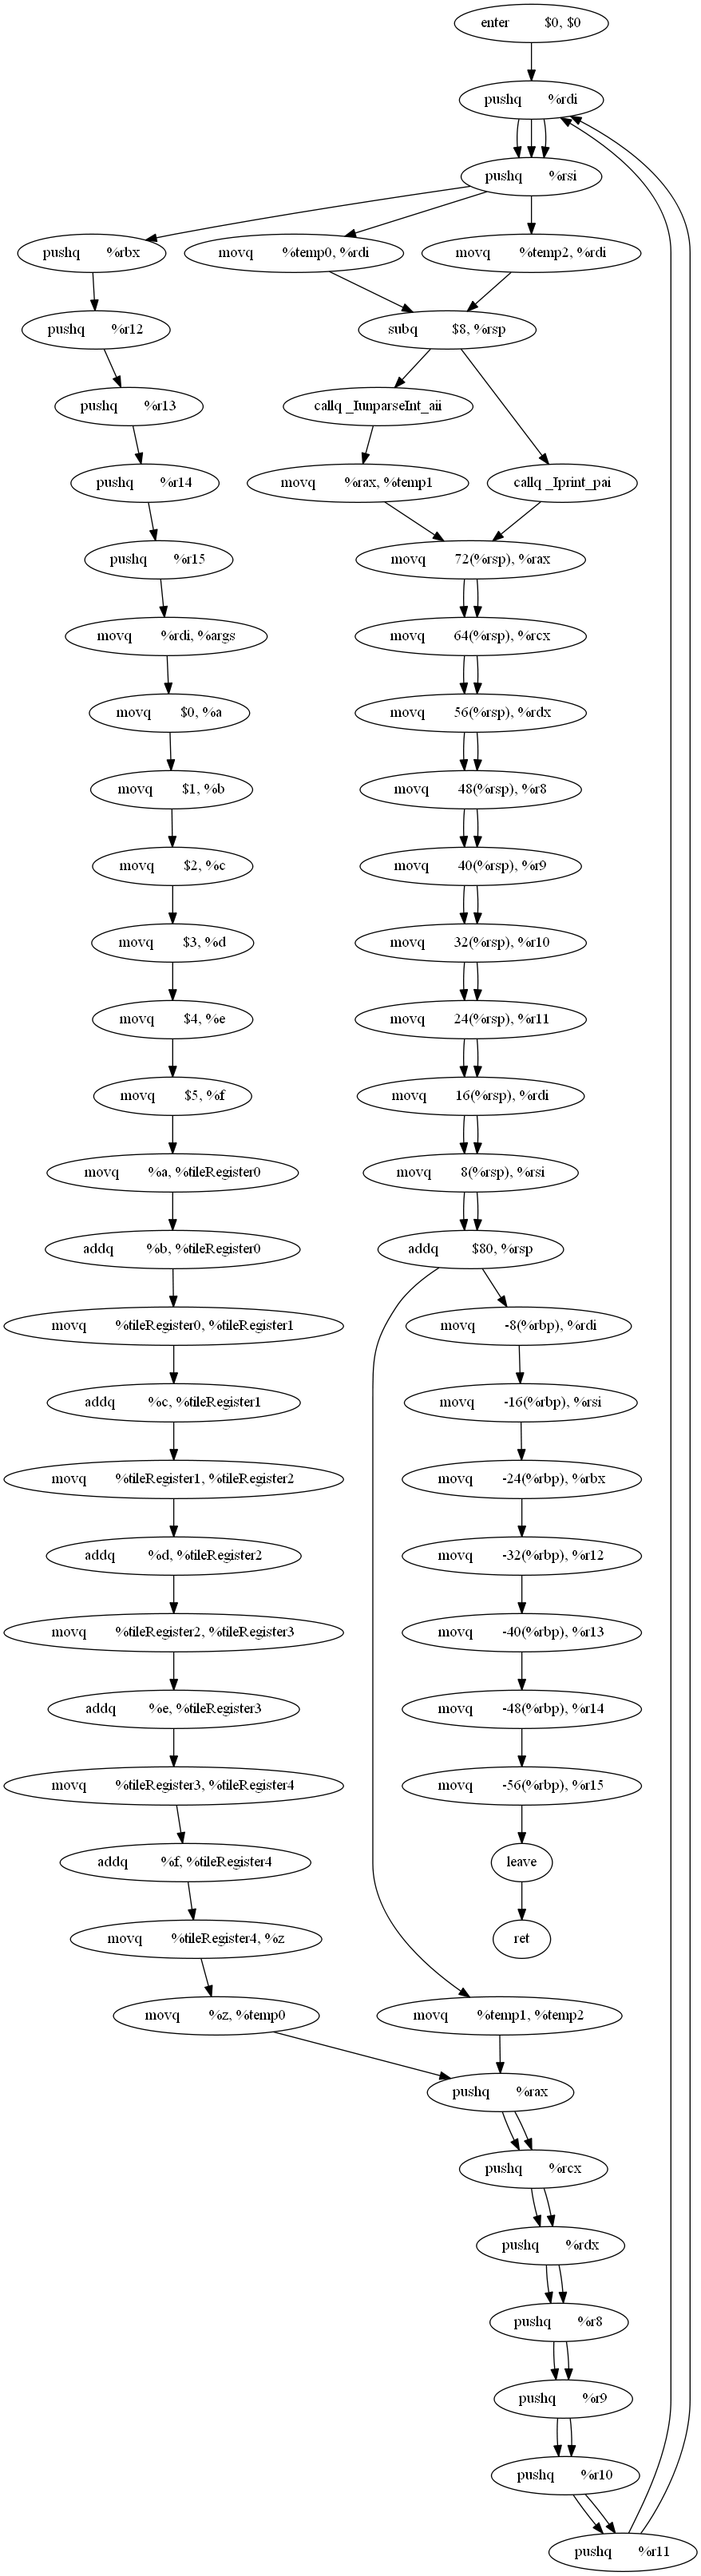 enter $0, $0
pushq %rdi
pushq %rsi
pushq %rbx
movq %temp0, %rdi
movq %temp2, %rdi
pushq %r12
subq $8, %rsp
pushq %r13
callq _IunparseInt_aii
pushq %r14
movq %rax, %temp1
callq _Iprint_pai
pushq %r15
movq 72(%rsp), %rax
movq %rdi, %args
movq 64(%rsp), %rcx
movq $0, %a
movq 56(%rsp), %rdx
movq $1, %b
movq 48(%rsp), %r8
movq $2, %c
movq 40(%rsp), %r9
movq $3, %d
movq 32(%rsp), %r10
movq $4, %e
movq 24(%rsp), %r11
movq $5, %f
movq 16(%rsp), %rdi
movq %a, %tileRegister0
movq 8(%rsp), %rsi
addq %b, %tileRegister0
addq $80, %rsp
movq %tileRegister0, %tileRegister1
movq -8(%rbp), %rdi
addq %c, %tileRegister1
movq -16(%rbp), %rsi
movq %tileRegister1, %tileRegister2
movq -24(%rbp), %rbx
addq %d, %tileRegister2
movq -32(%rbp), %r12
movq %tileRegister2, %tileRegister3
movq -40(%rbp), %r13
addq %e, %tileRegister3
movq -48(%rbp), %r14
movq %tileRegister3, %tileRegister4
movq -56(%rbp), %r15
addq %f, %tileRegister4
leave
movq %tileRegister4, %z
ret
movq %z, %temp0
movq %temp1, %temp2
pushq %rax
pushq %rcx
pushq %rdx
pushq %r8
pushq %r9
pushq %r10
pushq %r11